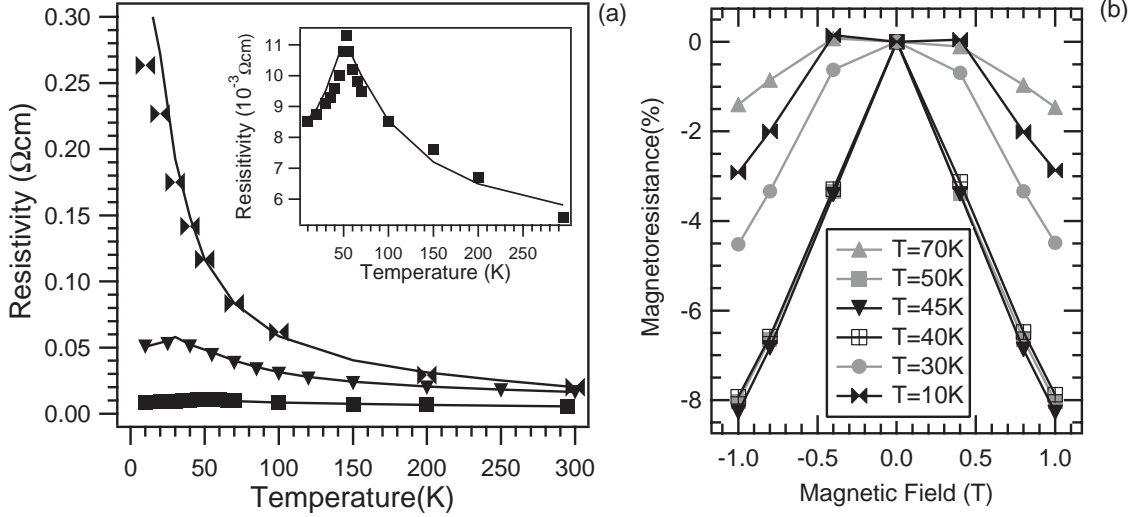 (a)
0.30
0.25
0.20
0.15
0.10
0.05
0.00
Resistivity (Ωcm)
0 50 100 150 200 250 300
Temperature(K)
11
10
9
8
7
6
Resisitivity (10⁻³ Ωcm)
50 100 150 200 250
Temperature (K)
(b)
0
-2
-4
-6
-8
Magnetoresistance(%)
T=70K
T=50K
T=45K
T=40K
T=30K
T=10K
-1.0 -0.5 0.0 0.5 1.0
Magnetic Field (T)